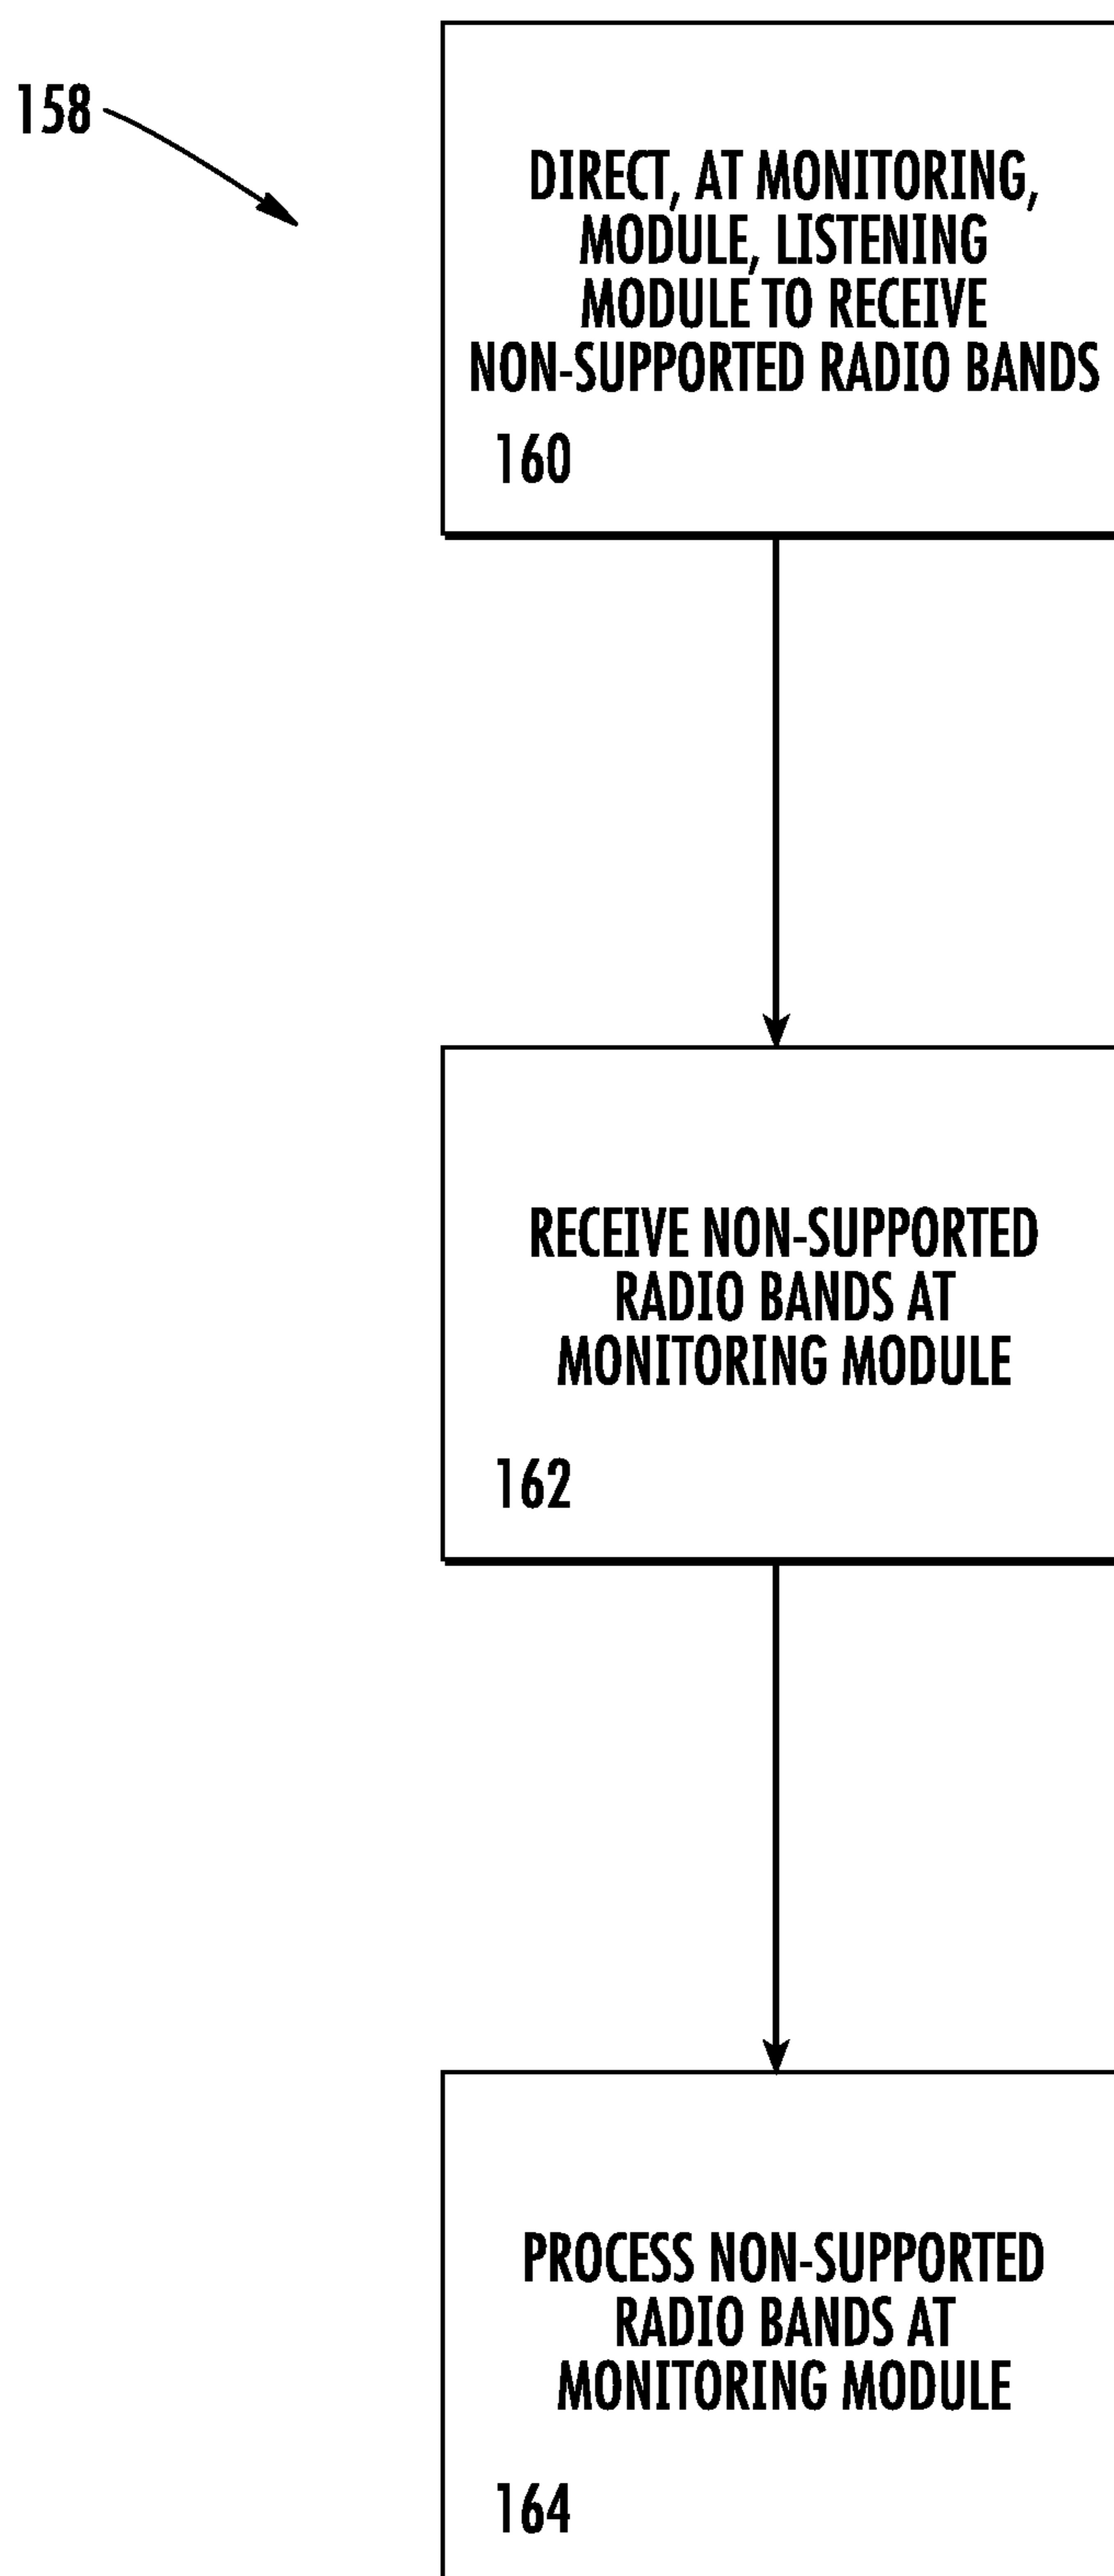 158
DIRECT, AT MONITORING,
MODULE, LISTENING
MODULE TO RECEIVE
NON-SUPPORTED RADIO BANDS
160
RECEIVE NON-SUPPORTED
RADIO BANDS AT
MONITORING MODULE
162
PROCESS NON-SUPPORTED
RADIO BANDS AT
MONITORING MODULE
164